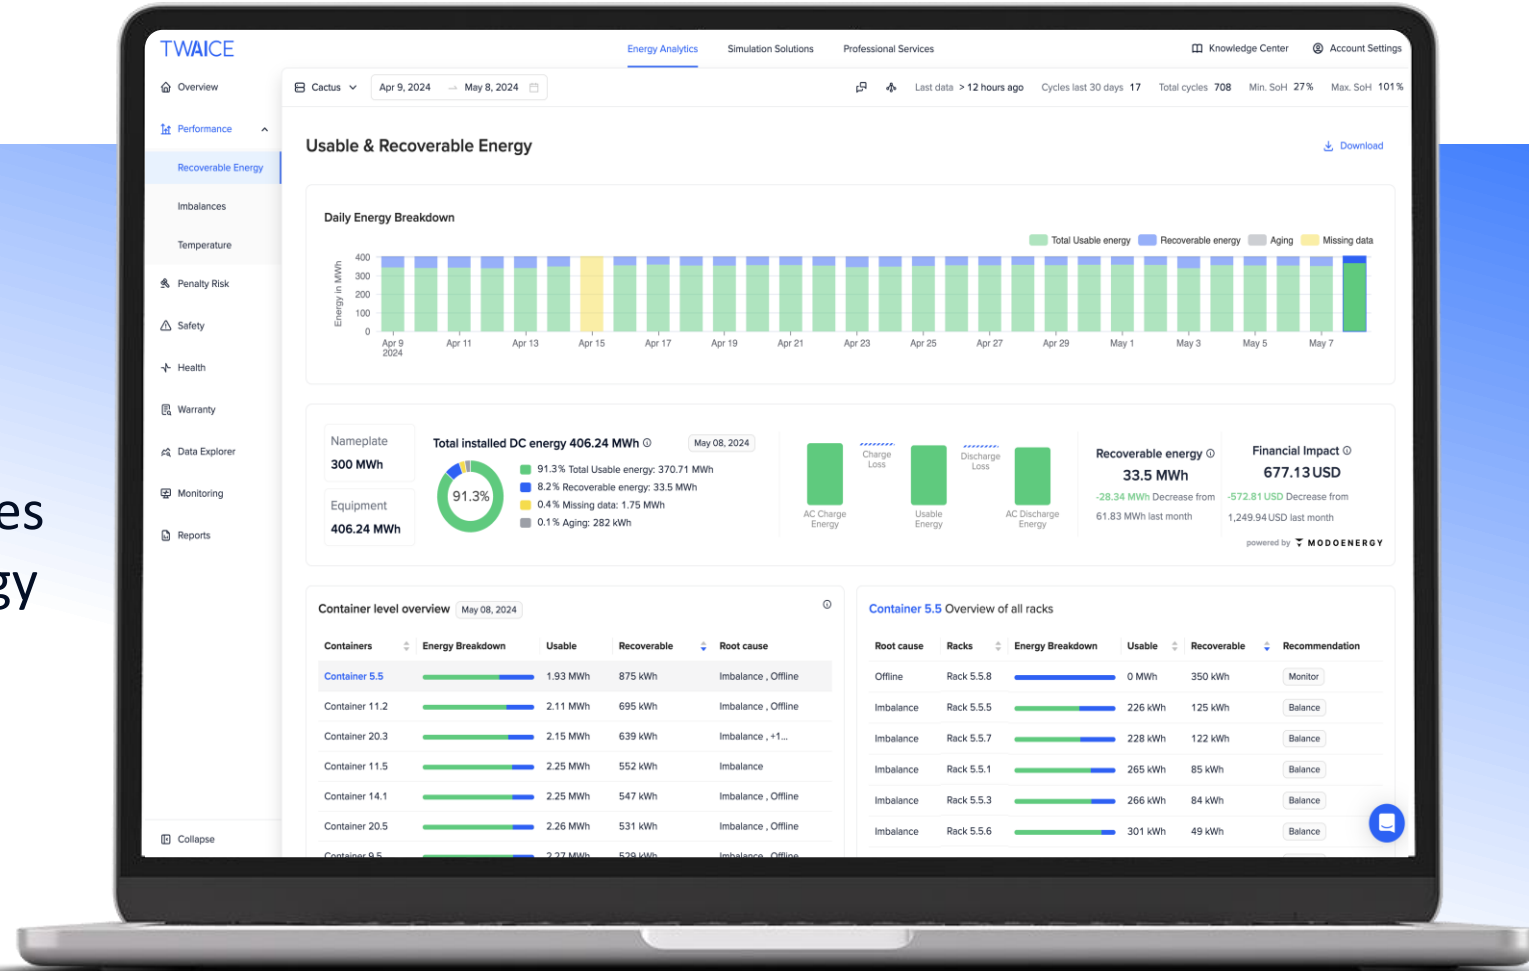 TWAICE
Energy Analytics Simulation Solutions Professional Services Knowledge Center Account Settings
Overview
Performance
Recoverable Energy
Imbalances
Temperature
Penalty Risk
Safety
Health
Warranty
Data Explorer
Monitoring
Reports
Collapse
es
gy
Cactus Apr 9, 2024 → May 8, 2024 Last data > 12 hours ago Cycles last 30 days 17 Total cycles 708 Min. SoH 27% Max. SoH 101%
Usable & Recoverable Energy Download
Daily Energy Breakdown
Total Usable energy Recoverable energy Aging Missing data
Energy in MWh
400
300
200
100
0
Apr 9 Apr 11 Apr 13 Apr 15 Apr 17 Apr 19 Apr 21 Apr 23 Apr 25 Apr 27 Apr 29 May 1 May 3 May 5 May 7
2024
Nameplate
300 MWh
Equipment
406.24 MWh
Total installed DC energy 406.24 MWh May 08, 2024
91.3%
91.3% Total Usable energy: 370.71 MWh
8.2% Recoverable energy: 33.5 MWh
0.4% Missing data: 1.75 MWh
0.1% Aging: 282 kWh
AC Charge
Energy
Charge
Loss
Usable
Energy
Discharge
Loss
AC Discharge
Energy
Recoverable energy
33.5 MWh
-28.34 MWh Decrease from
61.83 MWh last month
Financial Impact
677.13 USD
-572.81 USD Decrease from
1,249.94 USD last month
powered by MODOENERGY
Container level overview May 08, 2024
Containers Energy Breakdown Usable Recoverable Root cause
Container 5.5 1.93 MWh 875 kWh Imbalance , Offline
Container 11.2 2.11 MWh 695 kWh Imbalance , Offline
Container 20.3 2.15 MWh 639 kWh Imbalance , +1...
Container 11.5 2.25 MWh 552 kWh Imbalance
Container 14.1 2.25 MWh 547 kWh Imbalance , Offline
Container 20.5 2.26 MWh 531 kWh Imbalance , Offline
Container 9.5 2.27 MWh 529 kWh Imbalance , Offline
Container 5.5 Overview of all racks
Root cause Racks Energy Breakdown Usable Recoverable Recommendation
Offline Rack 5.5.8 0 MWh 350 kWh Monitor
Imbalance Rack 5.5.5 226 kWh 125 kWh Balance
Imbalance Rack 5.5.7 228 kWh 122 kWh Balance
Imbalance Rack 5.5.1 265 kWh 85 kWh Balance
Imbalance Rack 5.5.3 266 kWh 84 kWh Balance
Imbalance Rack 5.5.6 301 kWh 49 kWh Balance